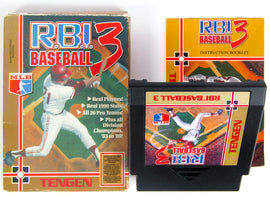 R.B.I. 3
BASEBALL
MLB
• Real Players!
• Real 1990 Stats!
• All 26 Pro Teams!
• Plus all
Division
Champions,
'83 to '89!
TENGEN
R.B.I. 3
BASEBALL
INSTRUCTION BOOKLET
RBI BASEBALL 3
R.B.I. 3
BASEBALL
TENGEN